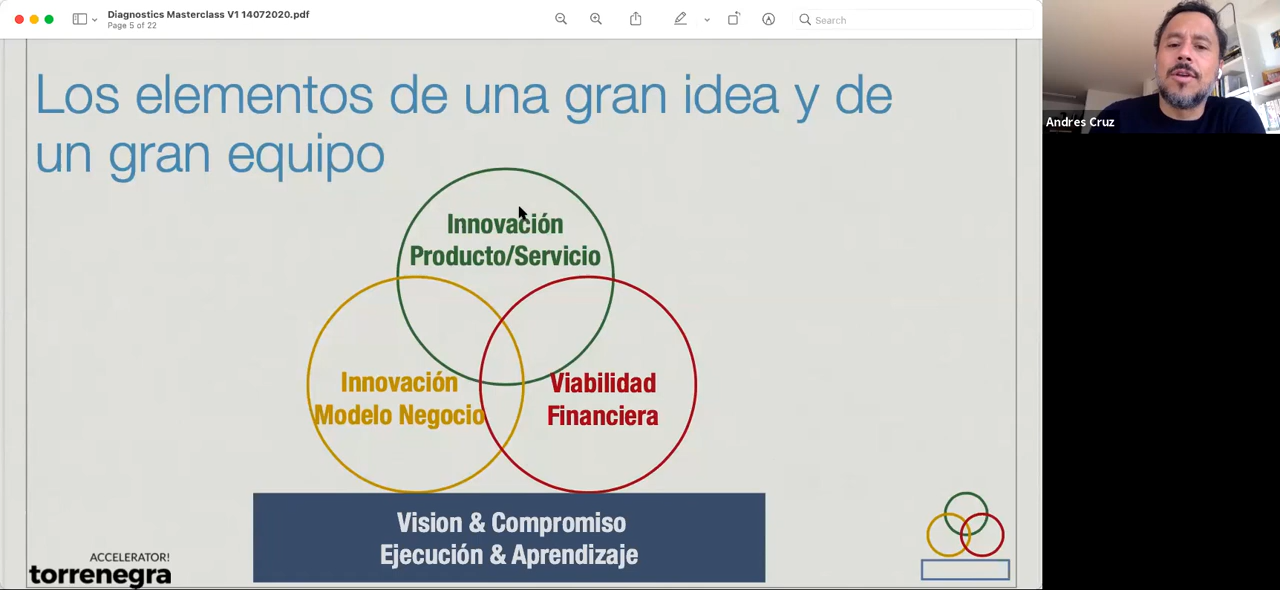 Diagnostics Masterclass V1 14072020.pdf
Page 5 of 22
Search
Los elementos de una gran idea y de
un gran equipo
Innovación
Producto/Servicio
Innovación
Modelo Negocio
Viabilidad
Financiera
Vision & Compromiso
Ejecución & Aprendizaje
ACCELERATOR!
torrenegra
Andres Cruz